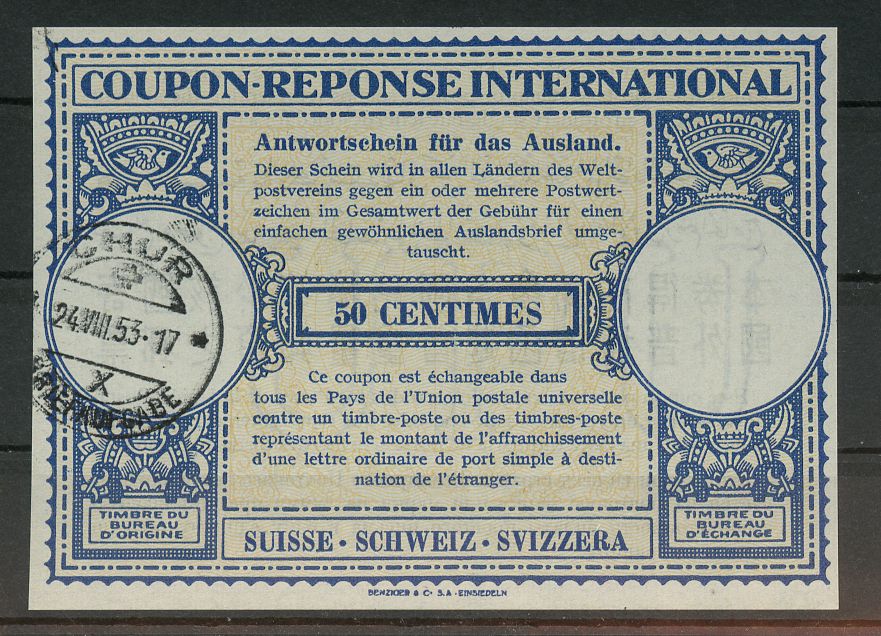 COUPON-REPONSE INTERNATIONAL
Antwortschein für das Ausland.
Dieser Schein wird in allen Ländern des Welt-
postvereins gegen ein oder mehrere Postwert-
zeichen im Gesamtwert der Gebühr für einen
einfachen gewöhnlichen Auslandsbrief umge-
tauscht.
50 CENTIMES
Ce coupon est échangeable dans
tous les Pays de l'Union postale universelle
contre un timbre-poste ou des timbres-poste
représentant le montant de l'affranchissement
d'une lettre ordinaire de port simple à desti-
nation de l'étranger.
CHUR
24.VIII.53-17
X
BRIEFAUFGABE
TIMBRE DU
BUREAU
D'ORIGINE
TIMBRE DU
BUREAU
D'ÉCHANGE
SUISSE · SCHWEIZ · SVIZZERA
BENZIGER & Cº S.A · EINSIEDELN